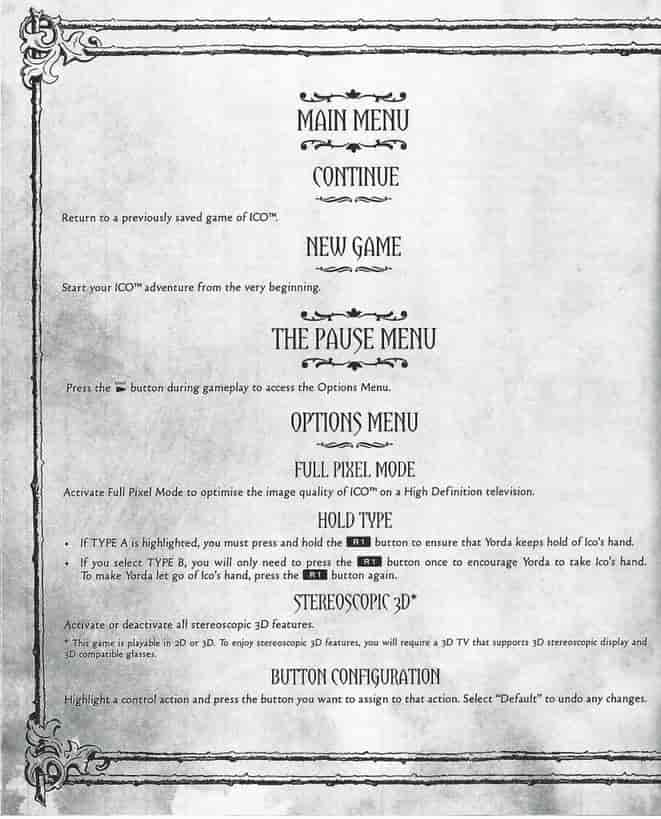 MAIN MENU
CONTINUE
Return to a previously saved game of ICO™.
NEW GAME
Start your ICO™ adventure from the very beginning.
THE PAUSE MENU
Press the button during gameplay to access the Options Menu.
OPTIONS MENU
FULL PIXEL MODE
Activate Full Pixel Mode to optimise the image quality of ICO™ on a High Definition television.
HOLD TYPE
• If TYPE A is highlighted, you must press and hold the R1 button to ensure that Yorda keeps hold of Ico's hand.
• If you select TYPE B, you will only need to press the R1 button once to encourage Yorda to take Ico's hand.
To make Yorda let go of Ico's hand, press the R1 button again.
STEREOSCOPIC 3D*
Activate or deactivate all stereoscopic 3D features.
* This game is playable in 2D or 3D. To enjoy stereoscopic 3D features, you will require a 3D TV that supports 3D stereoscopic display and
3D compatible glasses.
BUTTON CONFIGURATION
Highlight a control action and press the button you want to assign to that action. Select "Default" to undo any changes.